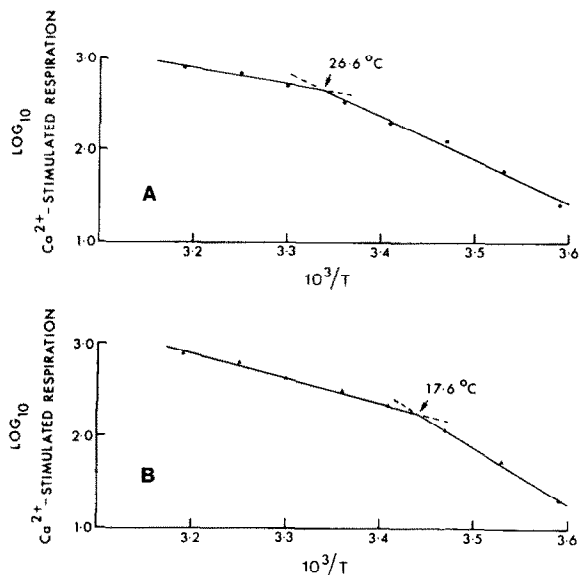 LOG10
Ca2+-STIMULATED RESPIRATION
3·0
2·0
1·0
26·6 °C
A
3.2
3.3
3.4
3.5
3.6
10³/T
LOG10
Ca2+-STIMULATED RESPIRATION
3·0
2·0
1·0
17·6 °C
B
3.2
3.3
3.4
3.5
3.6
10³/T